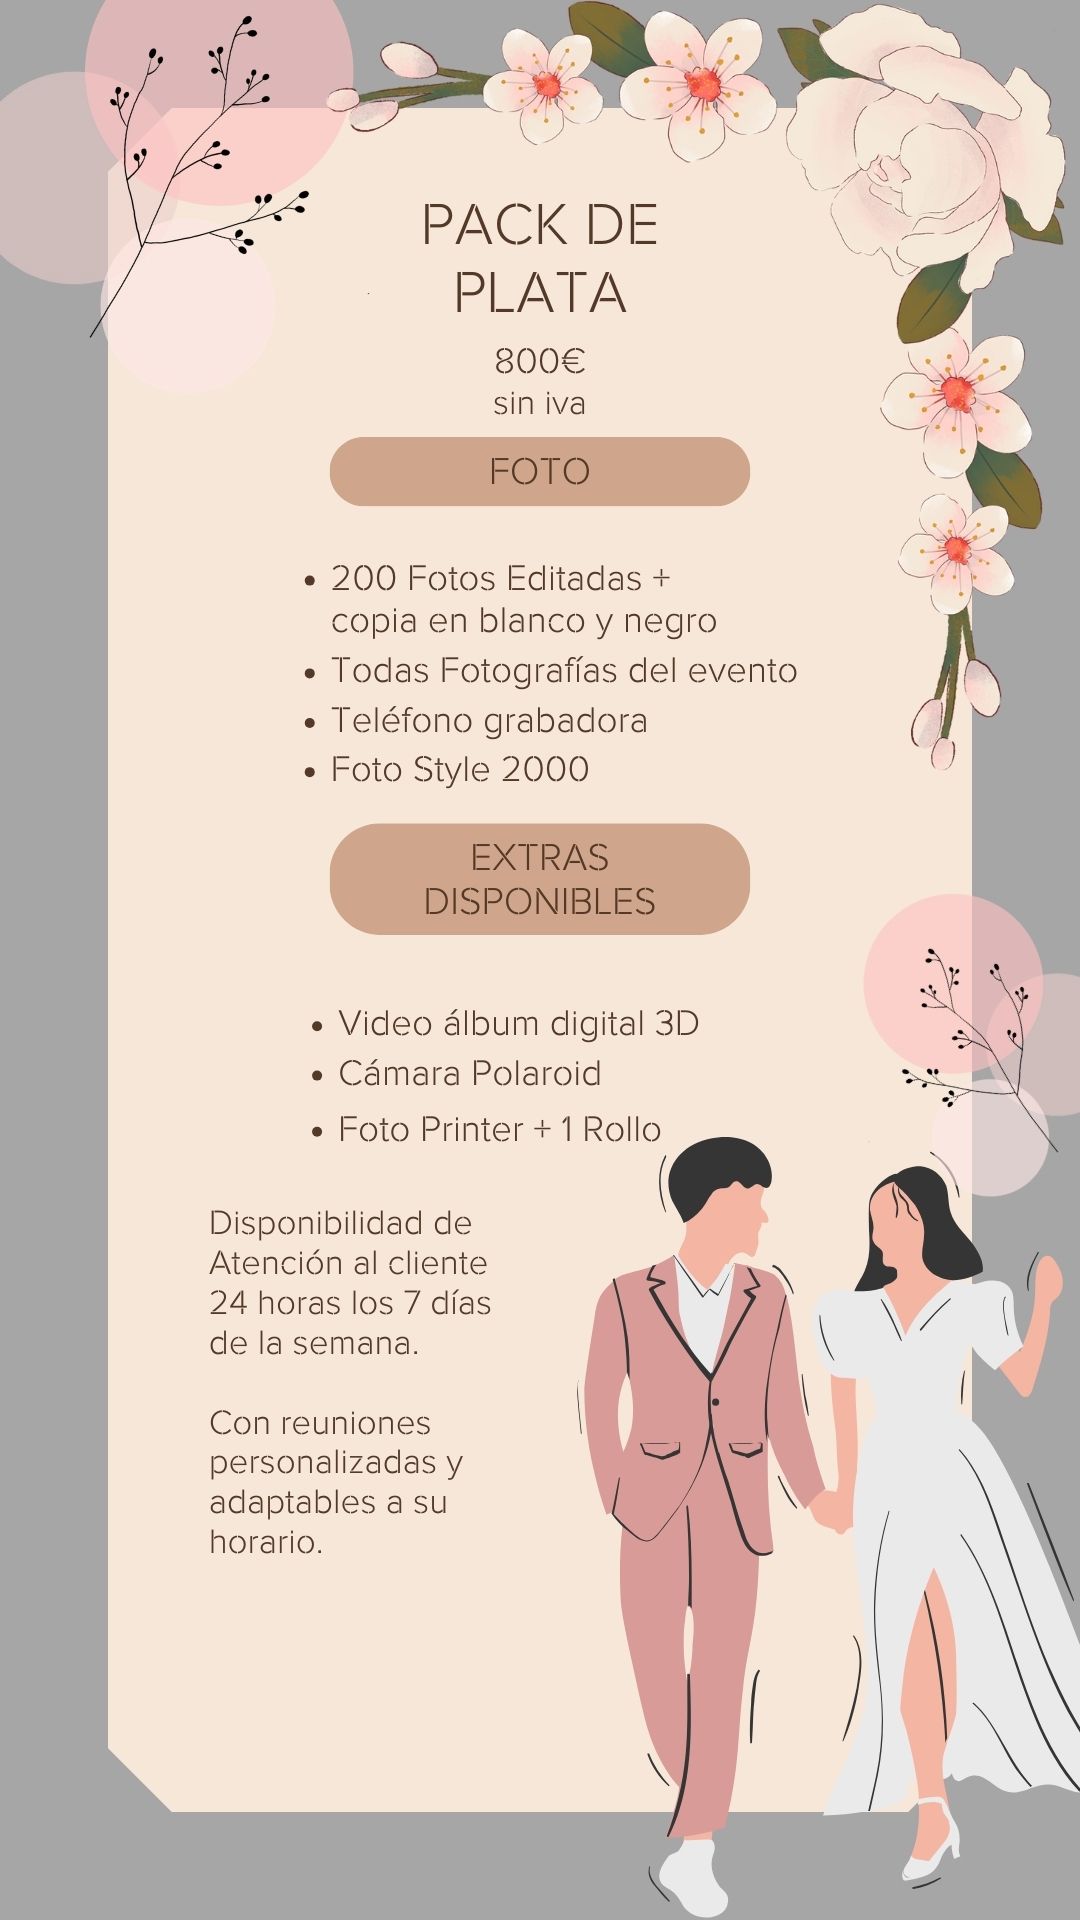 PACK DE
PLATA
800€
sin iva
FOTO
• 200 Fotos Editadas +
copia en blanco y negro
• Todas Fotografías del evento
• Teléfono grabadora
• Foto Style 2000
EXTRAS
DISPONIBLES
• Video álbum digital 3D
• Cámara Polaroid
• Foto Printer + 1 Rollo
Disponibilidad de
Atención al cliente
24 horas los 7 días
de la semana.
Con reuniones
personalizadas y
adaptables a su
horario.